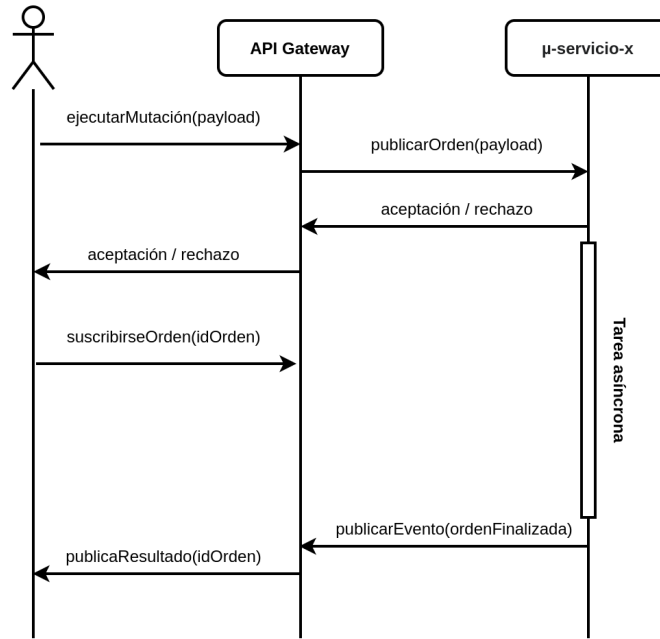 API Gateway
µ-servicio-x
ejecutarMutación(payload)
publicarOrden(payload)
aceptación / rechazo
aceptación / rechazo
suscribirseOrden(idOrden)
Tarea asíncrona
publicarEvento(ordenFinalizada)
publicaResultado(idOrden)